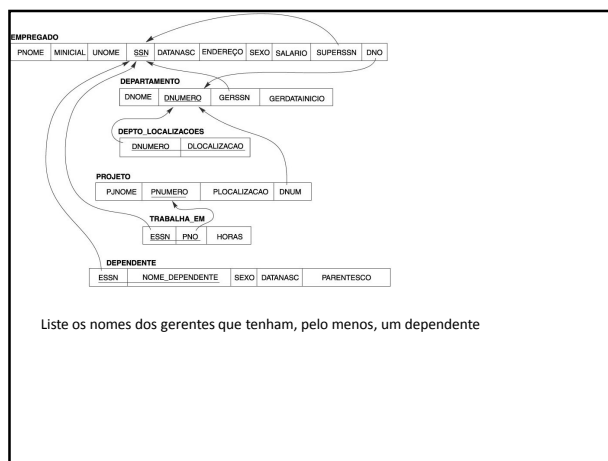 EMPREGADO
PNOME MINICIAL UNOME SSN DATANASC ENDEREÇO SEXO SALARIO SUPERSSN DNO
DEPARTAMENTO
DNOME DNUMERO GERSSN GERDATAINICIO
DEPTO_LOCALIZACOES
DNUMERO DLOCALIZACAO
PROJETO
PJNOME PNUMERO PLOCALIZACAO DNUM
TRABALHA_EM
ESSN PNO HORAS
DEPENDENTE
ESSN NOME_DEPENDENTE SEXO DATANASC PARENTESCO
Liste os nomes dos gerentes que tenham, pelo menos, um dependente